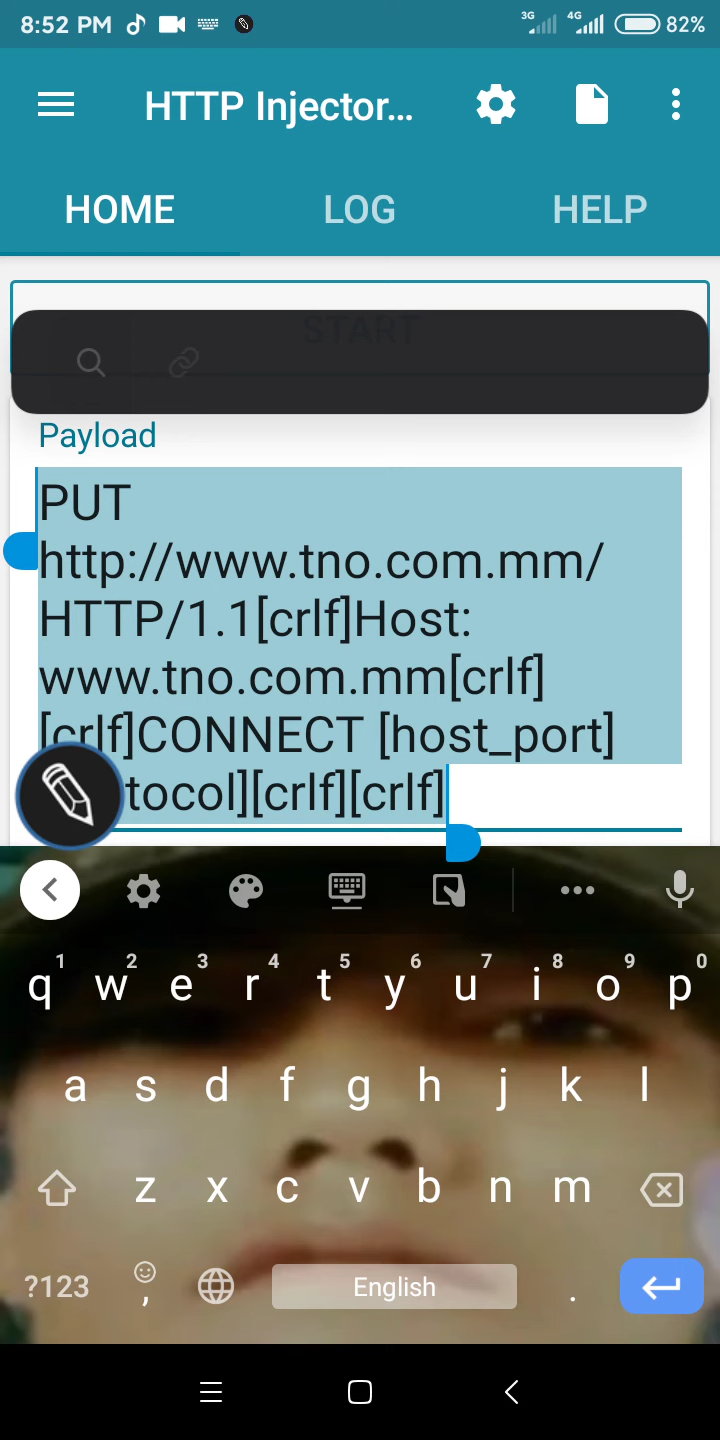 8:52 PM
3G
4G
82%
HTTP Injector...
HOME
LOG
HELP
START
Payload
PUT
http://www.tno.com.mm/
HTTP/1.1[crlf]Host:
www.tno.com.mm[crlf]
[crlf]CONNECT [host_port]
tocol][crlf][crlf]
1 2 3 4 5 6 7 8 9 0
q w e r t y u i o p
a s d f g h j k l
z x c v b n m
?123 , English .